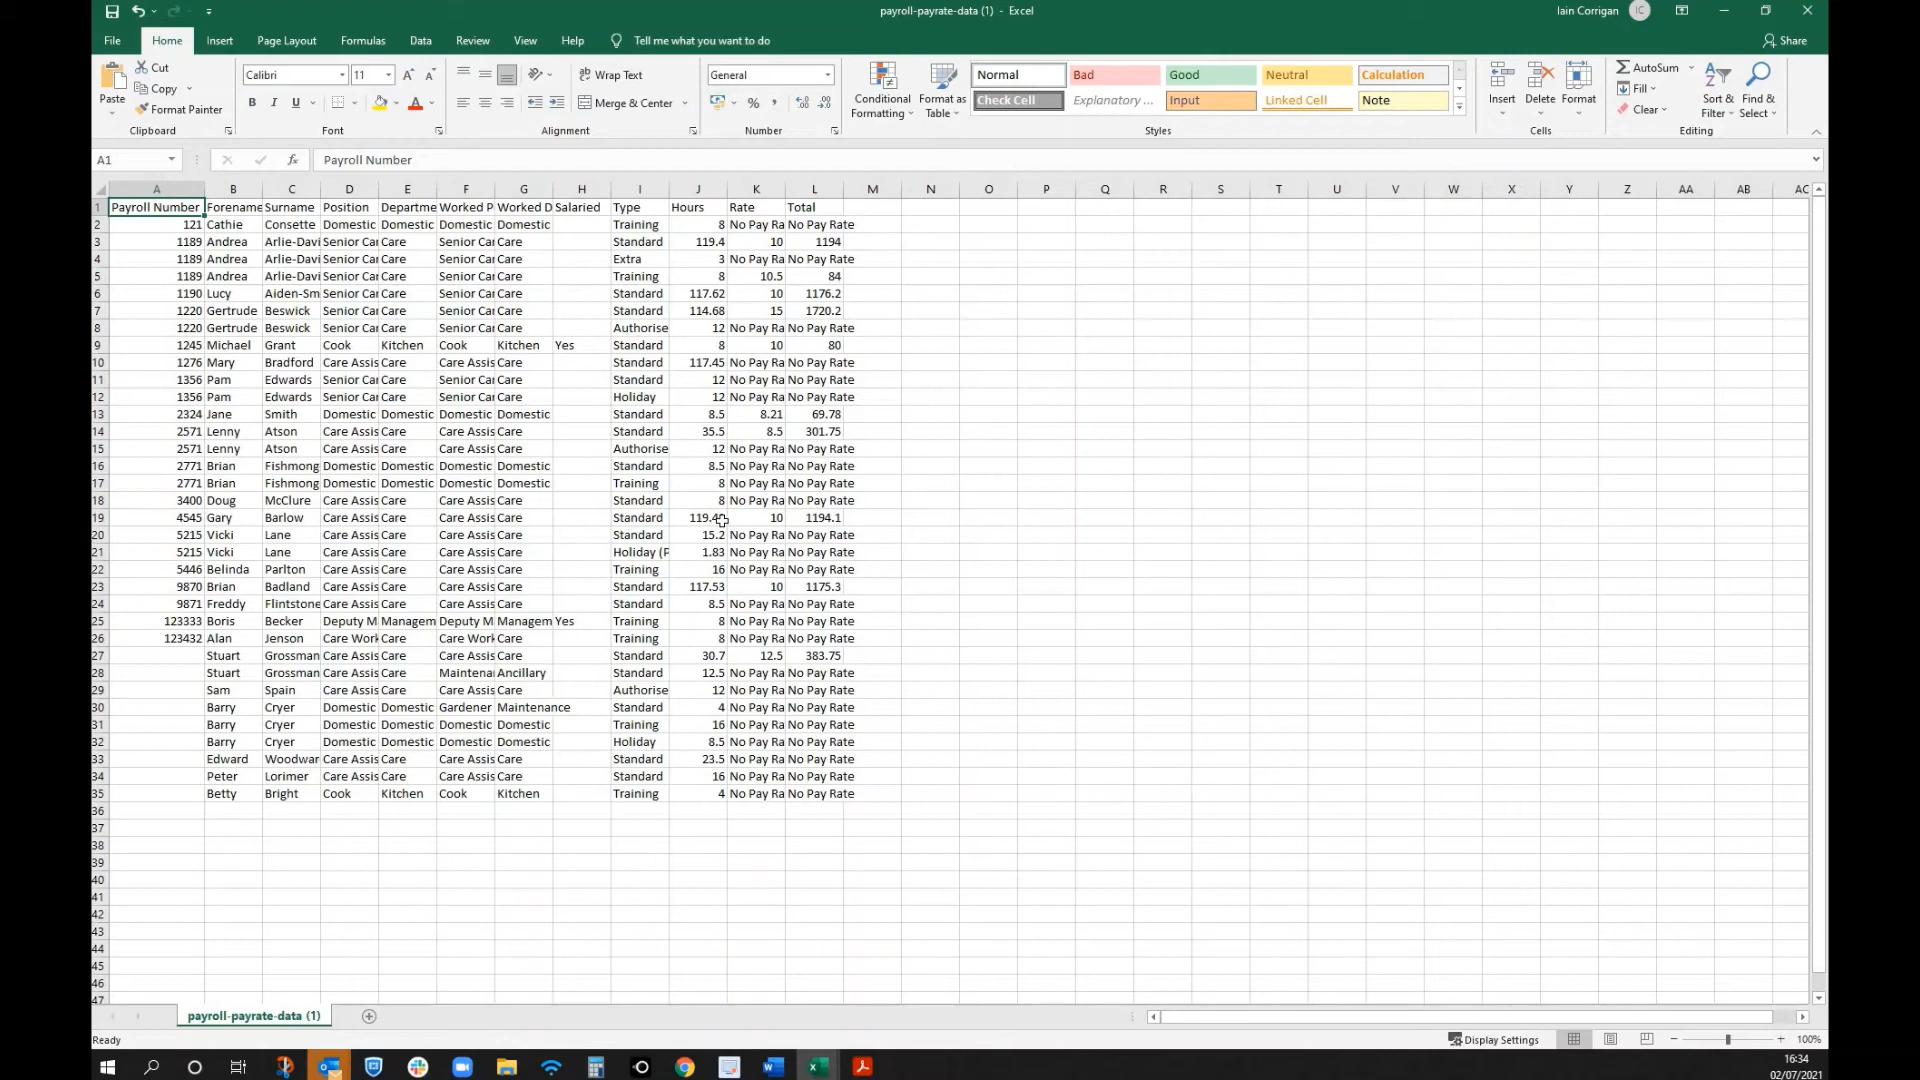 payroll-payrate-data (1) - Excel
Iain Corrigan IC
File Home Insert Page Layout Formulas Data Review View Help Tell me what you want to do Share
Cut
Copy
Format Painter
Paste
Clipboard
Calibri 11
B I U
Font
Wrap Text
Merge & Center
Alignment
General
Number
Conditional Formatting
Format as Table
Normal Bad Good Neutral Calculation
Check Cell Explanatory ... Input Linked Cell Note
Styles
Insert Delete Format
Cells
AutoSum
Fill
Clear
Sort & Filter
Find & Select
Editing
A1 fx Payroll Number
A B C D E F G H I J K L M N O P Q R S T U V W X Y Z AA AB AC
1 Payroll Number Forename Surname Position Departme Worked P Worked D Salaried Type Hours Rate Total
2 121 Cathie Consette Domestic Domestic Domestic Domestic Training 8 No Pay Ra No Pay Rate
3 1189 Andrea Arlie-Davi Senior Car Care Senior Car Care Standard 119.4 10 1194
4 1189 Andrea Arlie-Davi Senior Car Care Senior Car Care Extra 3 No Pay Ra No Pay Rate
5 1189 Andrea Arlie-Davi Senior Car Care Senior Car Care Training 8 10.5 84
6 1190 Lucy Aiden-Sm Senior Car Care Senior Car Care Standard 117.62 10 1176.2
7 1220 Gertrude Beswick Senior Car Care Senior Car Care Standard 114.68 15 1720.2
8 1220 Gertrude Beswick Senior Car Care Senior Car Care Authorise 12 No Pay Ra No Pay Rate
9 1245 Michael Grant Cook Kitchen Cook Kitchen Yes Standard 8 10 80
10 1276 Mary Bradford Care Assis Care Care Assis Care Standard 117.45 No Pay Ra No Pay Rate
11 1356 Pam Edwards Senior Car Care Senior Car Care Standard 12 No Pay Ra No Pay Rate
12 1356 Pam Edwards Senior Car Care Senior Car Care Holiday 12 No Pay Ra No Pay Rate
13 2324 Jane Smith Domestic Domestic Domestic Domestic Standard 8.5 8.21 69.78
14 2571 Lenny Atson Care Assis Care Care Assis Care Standard 35.5 8.5 301.75
15 2571 Lenny Atson Care Assis Care Care Assis Care Authorise 12 No Pay Ra No Pay Rate
16 2771 Brian Fishmong Domestic Domestic Domestic Domestic Standard 8.5 No Pay Ra No Pay Rate
17 2771 Brian Fishmong Domestic Domestic Domestic Domestic Training 8 No Pay Ra No Pay Rate
18 3400 Doug McClure Care Assis Care Care Assis Care Standard 8 No Pay Ra No Pay Rate
19 4545 Gary Barlow Care Assis Care Care Assis Care Standard 10 1194.1
20 5215 Vicki Lane Care Assis Care Care Assis Care Standard 15.2 No Pay Ra No Pay Rate
21 5215 Vicki Lane Care Assis Care Care Assis Care Holiday (P 1.83 No Pay Ra No Pay Rate
22 5446 Belinda Parlton Care Assis Care Care Assis Care Training 16 No Pay Ra No Pay Rate
23 9870 Brian Badland Care Assis Care Care Assis Care Standard 117.53 10 1175.3
24 9871 Freddy Flintstone Care Assis Care Care Assis Care Standard 8.5 No Pay Ra No Pay Rate
25 123333 Boris Becker Deputy M Managem Deputy M Managem Yes Training 8 No Pay Ra No Pay Rate
26 123432 Alan Jenson Care Work Care Care Work Care Training 8 No Pay Ra No Pay Rate
27 Stuart Grossman Care Assis Care Care Assis Care Standard 30.7 12.5 383.75
28 Stuart Grossman Care Assis Care Maintena Ancillary Standard 12.5 No Pay Ra No Pay Rate
29 Sam Spain Care Assis Care Care Assis Care Authorise 12 No Pay Ra No Pay Rate
30 Barry Cryer Domestic Domestic Gardener Maintenance Standard 4 No Pay Ra No Pay Rate
31 Barry Cryer Domestic Domestic Domestic Domestic Training 16 No Pay Ra No Pay Rate
32 Barry Cryer Domestic Domestic Domestic Domestic Holiday 8.5 No Pay Ra No Pay Rate
33 Edward Woodwar Care Assis Care Care Assis Care Standard 23.5 No Pay Ra No Pay Rate
34 Peter Lorimer Care Assis Care Care Assis Care Standard 16 No Pay Ra No Pay Rate
35 Betty Bright Cook Kitchen Cook Kitchen Training 4 No Pay Ra No Pay Rate
36
37
38
39
40
41
42
43
44
45
46
47
payroll-payrate-data (1)
Ready Display Settings 100%
16:34
02/07/2021